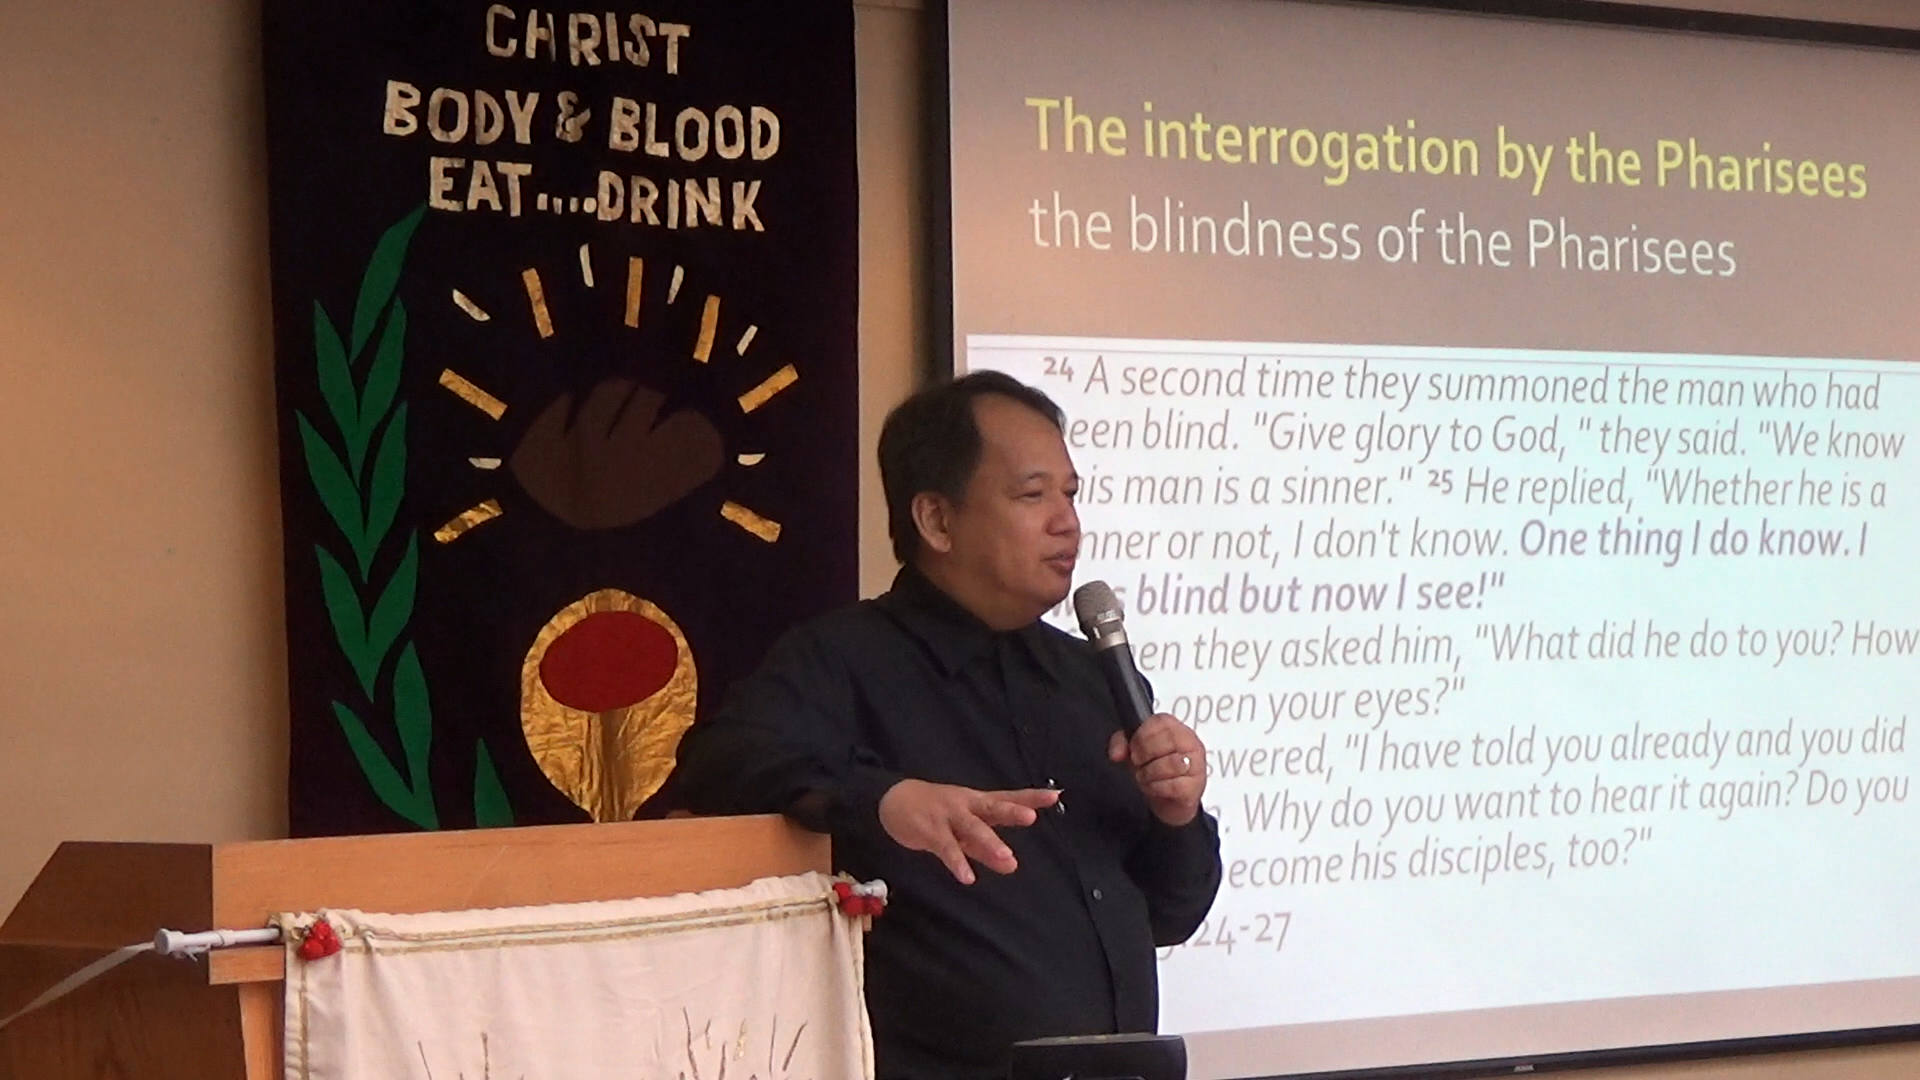 CHRIST
BODY & BLOOD
EAT....DRINK
The interrogation by the Pharisees
the blindness of the Pharisees
24 A second time they summoned the man who had
een blind. "Give glory to God, " they said. "We know
is man is a sinner." 25 He replied, "Whether he is a
nner or not, I don't know. One thing I do know. I
s blind but now I see!"
en they asked him, "What did he do to you? How
open your eyes?"
swered, "I have told you already and you did
. Why do you want to hear it again? Do you
ecome his disciples, too?"
:24-27